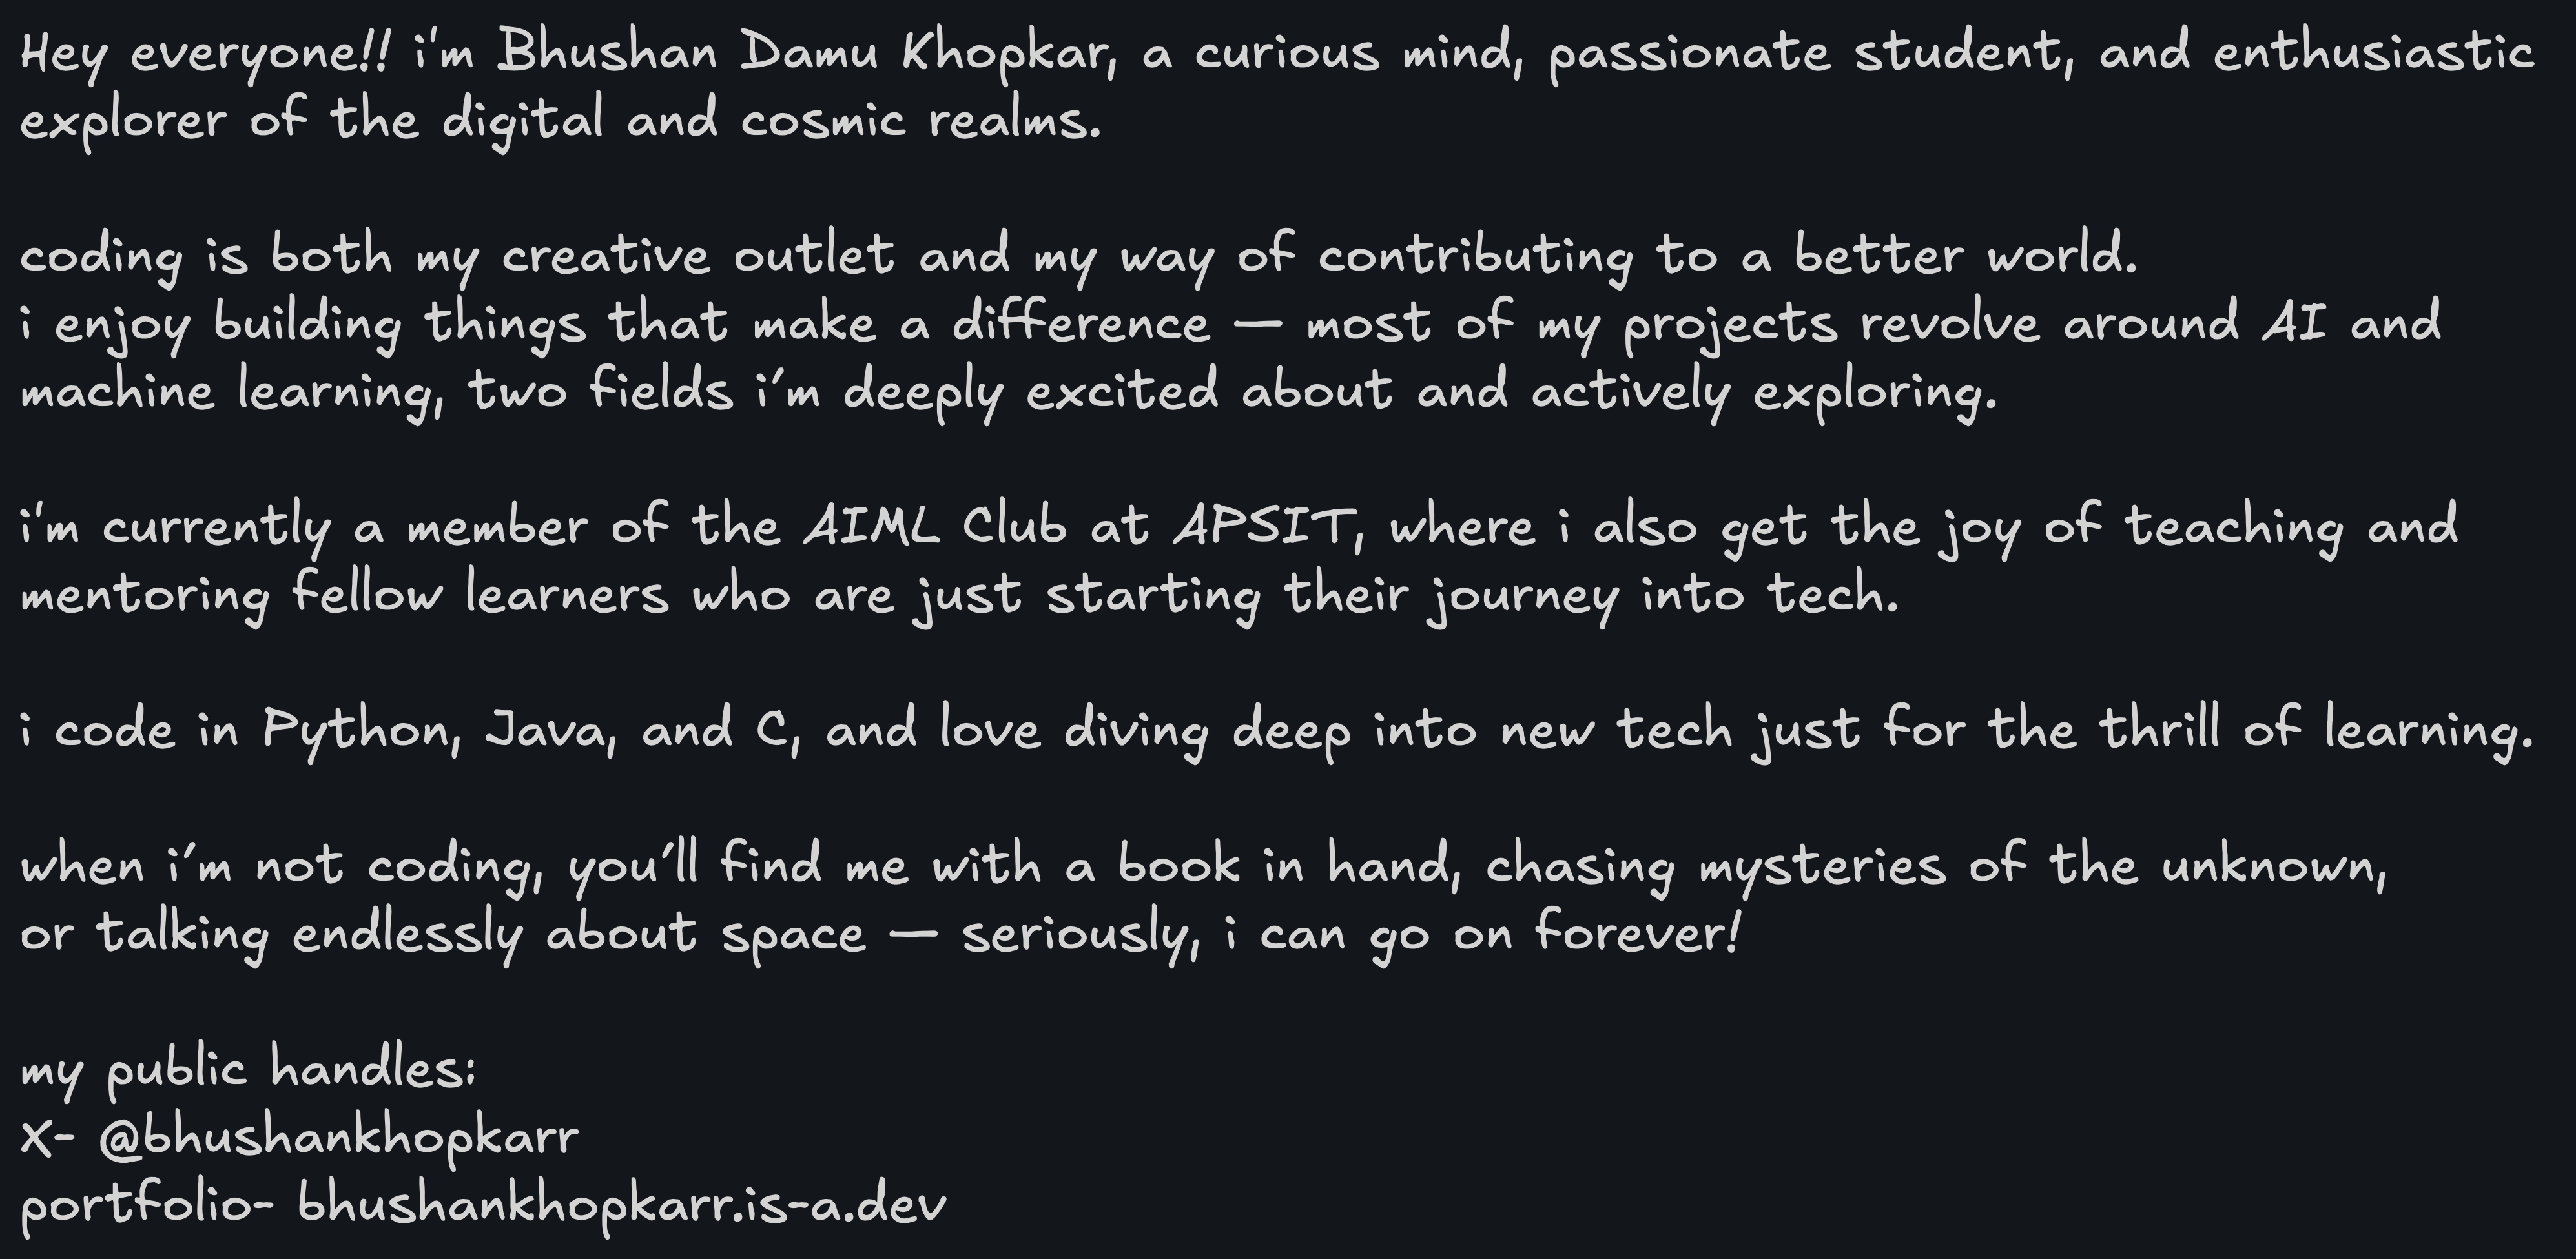 Hey everyone!! i'm Bhushan Damu Khopkar, a curious mind, passionate student, and enthusiastic
explorer of the digital and cosmic realms.
coding is both my creative outlet and my way of contributing to a better world.
i enjoy building things that make a difference — most of my projects revolve around AI and
machine learning, two fields i’m deeply excited about and actively exploring.
i'm currently a member of the AIML Club at APSIT, where i also get the joy of teaching and
mentoring fellow learners who are just starting their journey into tech.
i code in Python, Java, and C, and love diving deep into new tech just for the thrill of learning.
when i’m not coding, you’ll find me with a book in hand, chasing mysteries of the unknown,
or talking endlessly about space — seriously, i can go on forever!
my public handles:
X- @bhushankhopkarr
portfolio- bhushankhopkarr.is-a.dev